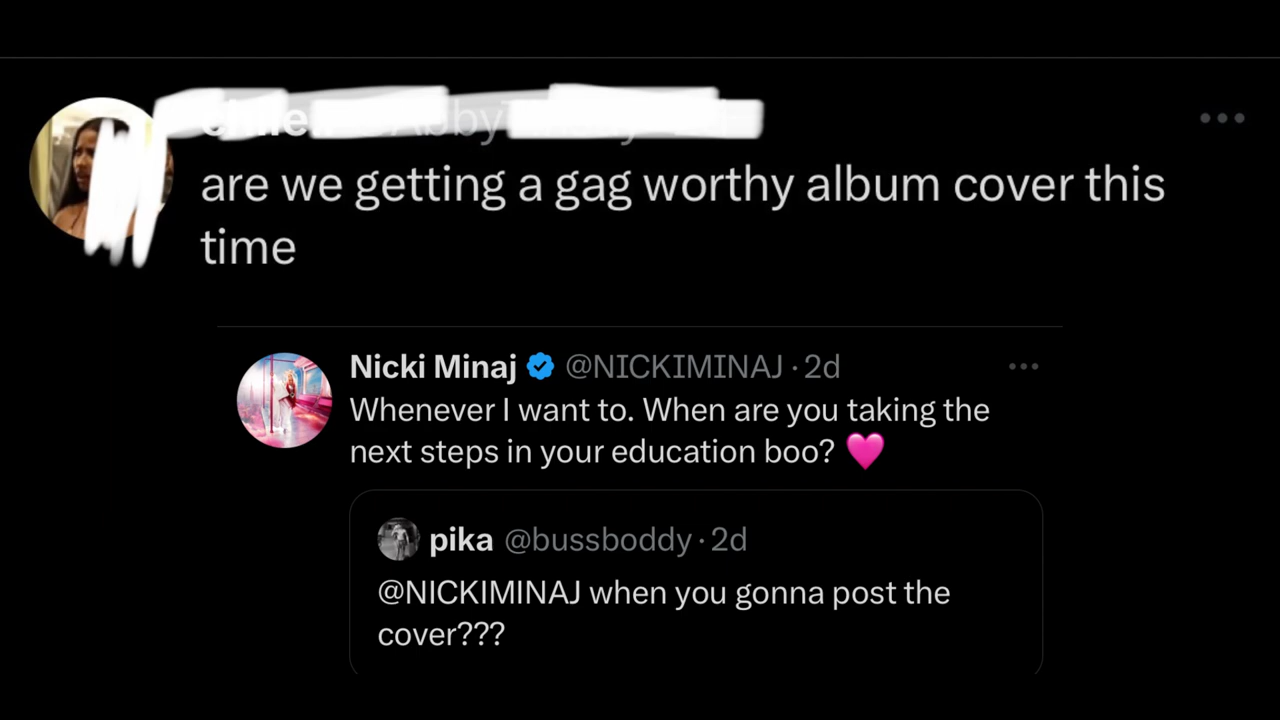 are we getting a gag worthy album cover this
time
Nicki Minaj @NICKIMINAJ · 2d
Whenever I want to. When are you taking the
next steps in your education boo? 🩷
pika @bussboddy · 2d
@NICKIMINAJ when you gonna post the
cover???